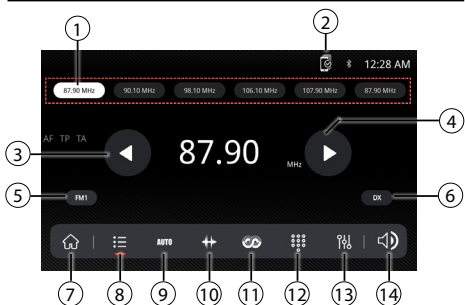 1 2
12:28 AM
87.90 MHz 90.10 MHz 98.10 MHz 106.10 MHz 107.90 MHz 87.90 MHz
4
AF TP TA
3 87.90 MHz
5 FM1 DX 6
AUTO
7 8 9 10 11 12 13 14